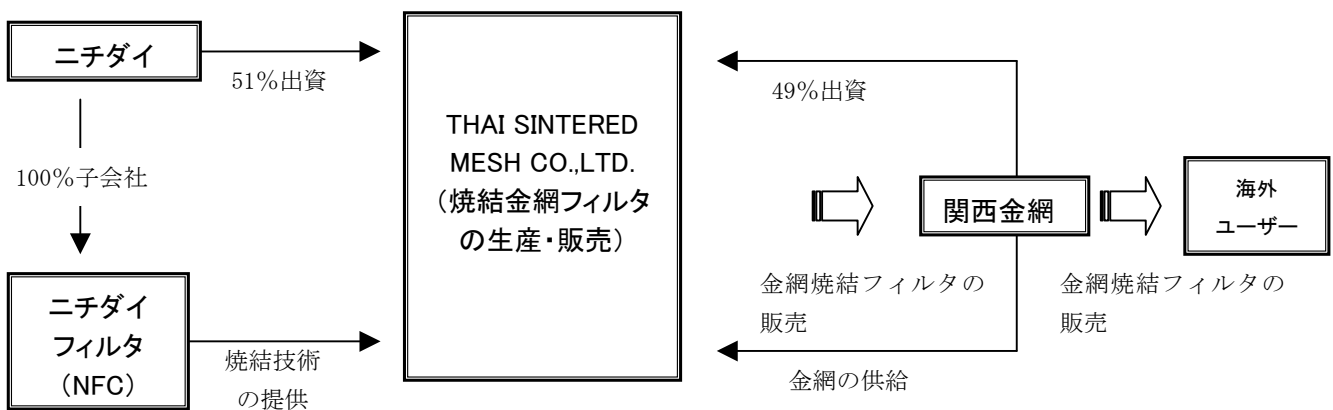 ニチダイ
51%出資
100%子会社
ニチダイ
フィルタ
(NFC)
焼結技術
の提供
THAI SINTERED
MESH CO.,LTD.
(焼結金網フィルタ
の生産・販売)
49%出資
関西金網
海外
ユーザー
金網焼結フィルタの
販売
金網焼結フィルタの
販売
金網の供給